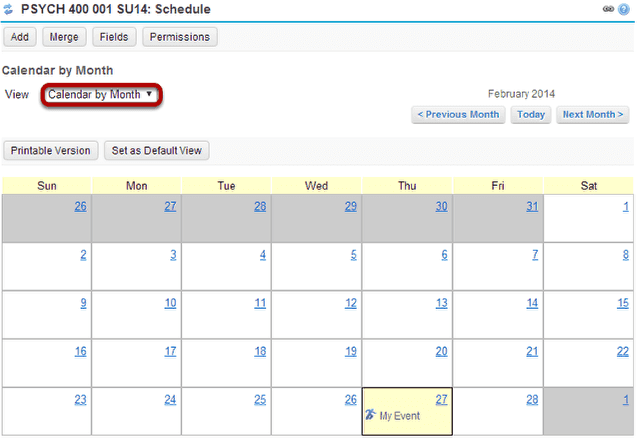 PSYCH 400 001 SU14: Schedule
Add Merge Fields Permissions
Calendar by Month
View Calendar by Month
February 2014
< Previous Month Today Next Month >
Printable Version Set as Default View
Sun Mon Tue Wed Thu Fri Sat
26 27 28 29 30 31 1
2 3 4 5 6 7 8
9 10 11 12 13 14 15
16 17 18 19 20 21 22
23 24 25 26 27 28 1
My Event